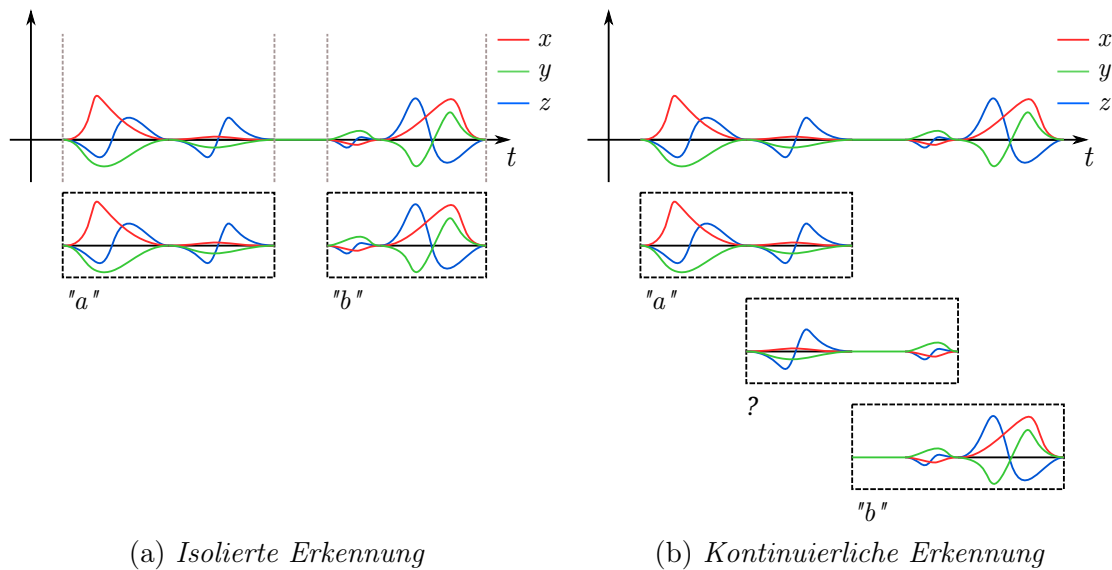 x
y
z
t
"a"
"b"
(a) Isolierte Erkennung
x
y
z
t
"a"
?
"b"
(b) Kontinuierliche Erkennung